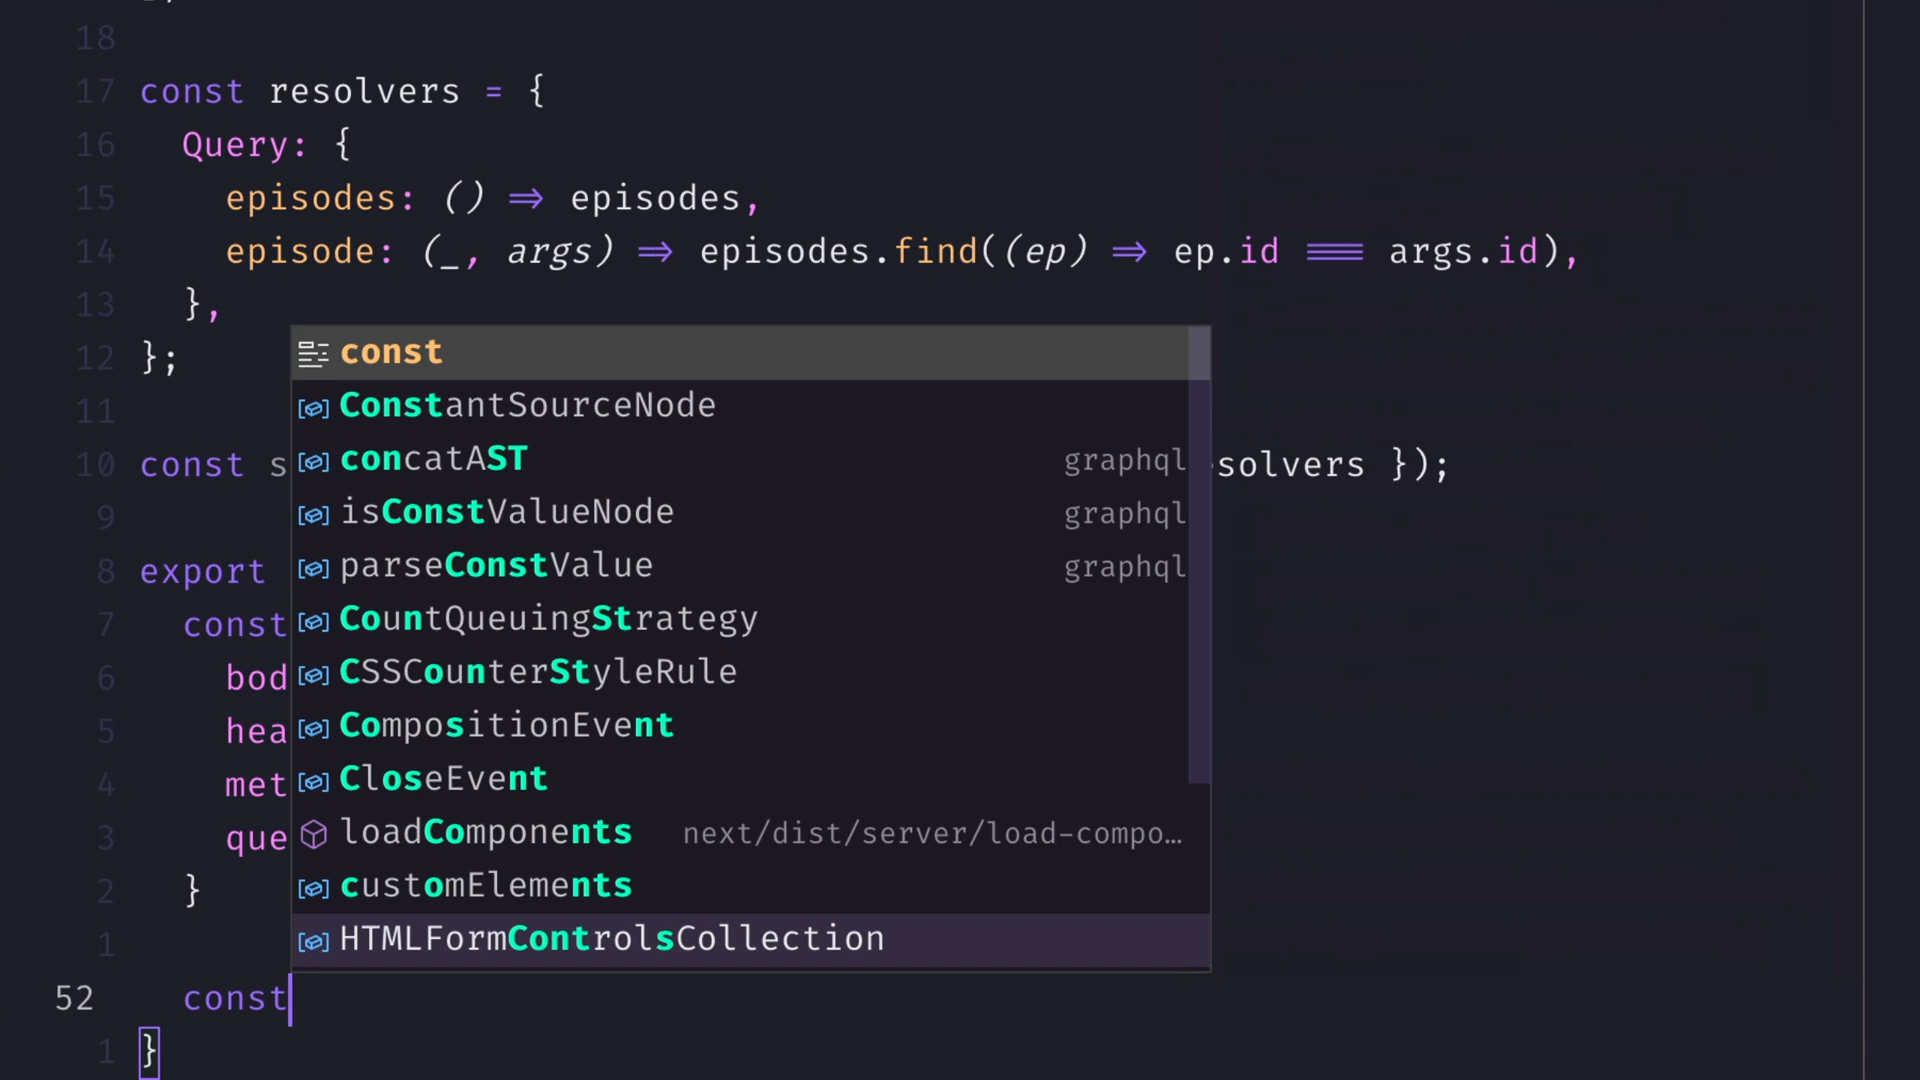 18
17 const resolvers = {
16 Query: {
15 episodes: () => episodes,
14 episode: (_, args) => episodes.find((ep) => ep.id === args.id),
13 },
12 };
11
10 const s solvers });
9
8 export
7 const
6 bod
5 hea
4 met
3 que
2 }
1
52 const
1 }
const
ConstantSourceNode
concatAST graphql
isConstValueNode graphql
parseConstValue graphql
CountQueuingStrategy
CSSCounterStyleRule
CompositionEvent
CloseEvent
loadComponents next/dist/server/load-compo…
customElements
HTMLFormControlsCollection